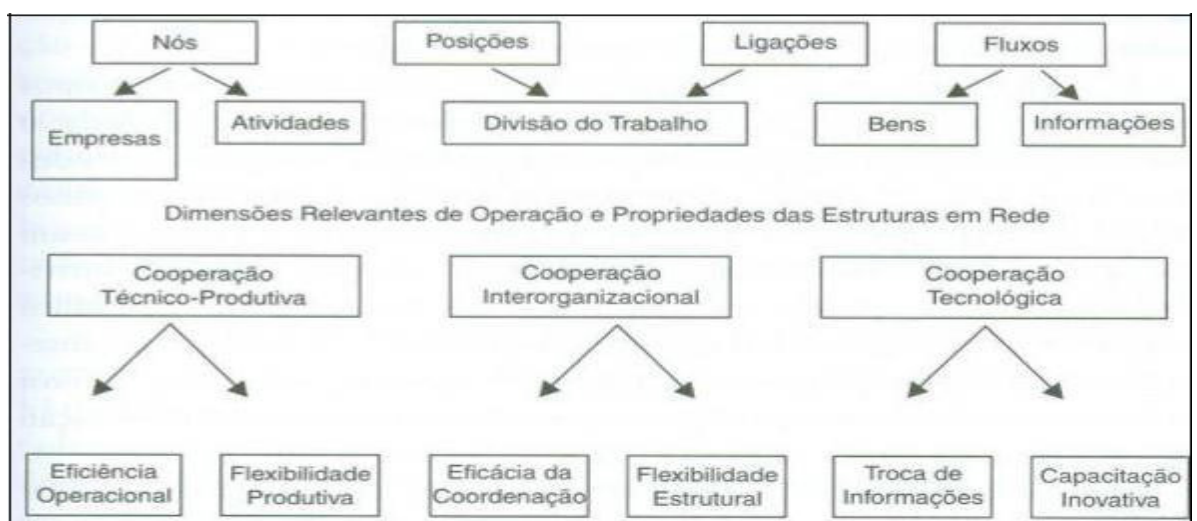 Nós
Posições
Ligações
Fluxos
Empresas
Atividades
Divisão do Trabalho
Bens
Informações
Dimensões Relevantes de Operação e Propriedades das Estruturas em Rede
Cooperação
Técnico-Produtiva
Cooperação
Interorganizacional
Cooperação
Tecnológica
Eficiência
Operacional
Flexibilidade
Produtiva
Eficácia da
Coordenação
Flexibilidade
Estrutural
Troca de
Informações
Capacitação
Inovativa